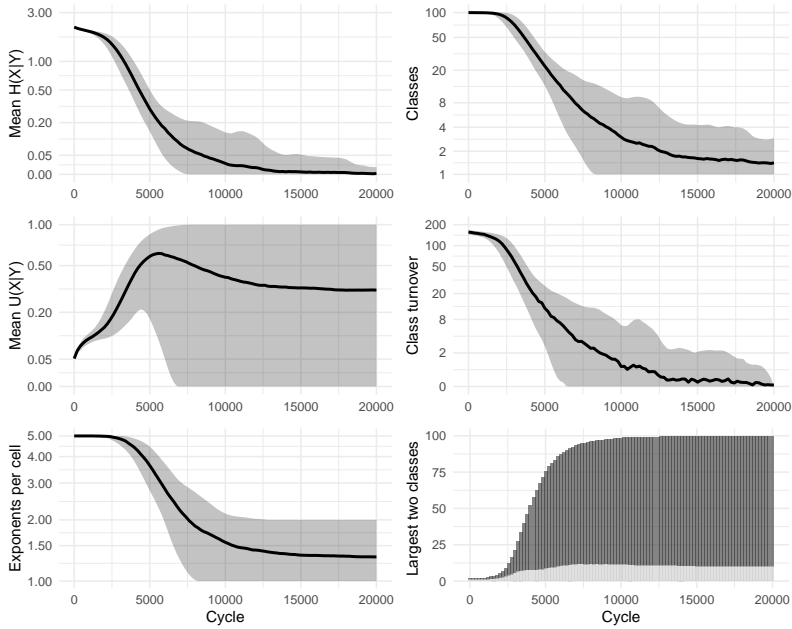 Mean H(X|Y)
3.00
1.00
0.50
0.20
0.05
0.00
0 5000 10000 15000 20000
Classes
100
50
20
8
4
2
1
0 5000 10000 15000 20000
Mean U(X|Y)
1.00
0.50
0.20
0.05
0.00
0 5000 10000 15000 20000
Class turnover
200
100
50
20
8
2
0
0 5000 10000 15000 20000
Exponents per cell
5.00
4.00
3.00
2.00
1.50
1.00
0 5000 10000 15000 20000
Cycle
Largest two classes
100
75
50
25
0
0 5000 10000 15000 20000
Cycle